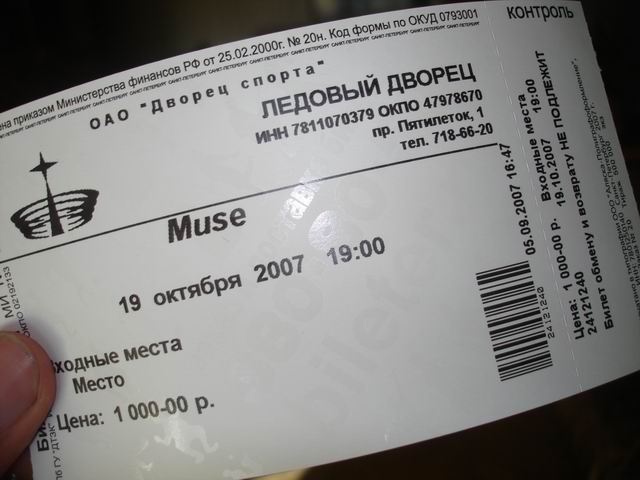 ена приказом Министерства финансов РФ от 25.02.2000г. № 20н. Код формы по ОКУД 0793001
ОАО "Дворец спорта"
ЛЕДОВЫЙ ДВОРЕЦ
ИНН 7811070379 ОКПО 47978670
пр. Пятилеток, 1
тел. 718-66-20
Muse
19 октября 2007 19:00
ходные места
Место
Цена: 1 000-00 р.
05.09.2007 16:47
24121240
КОНТРОЛЬ
Входные места
19.10.2007 19:00
Цена: 1 000-00 р.
24121240
Билет обмену и возврату НЕ ПОДЛЕЖИТ